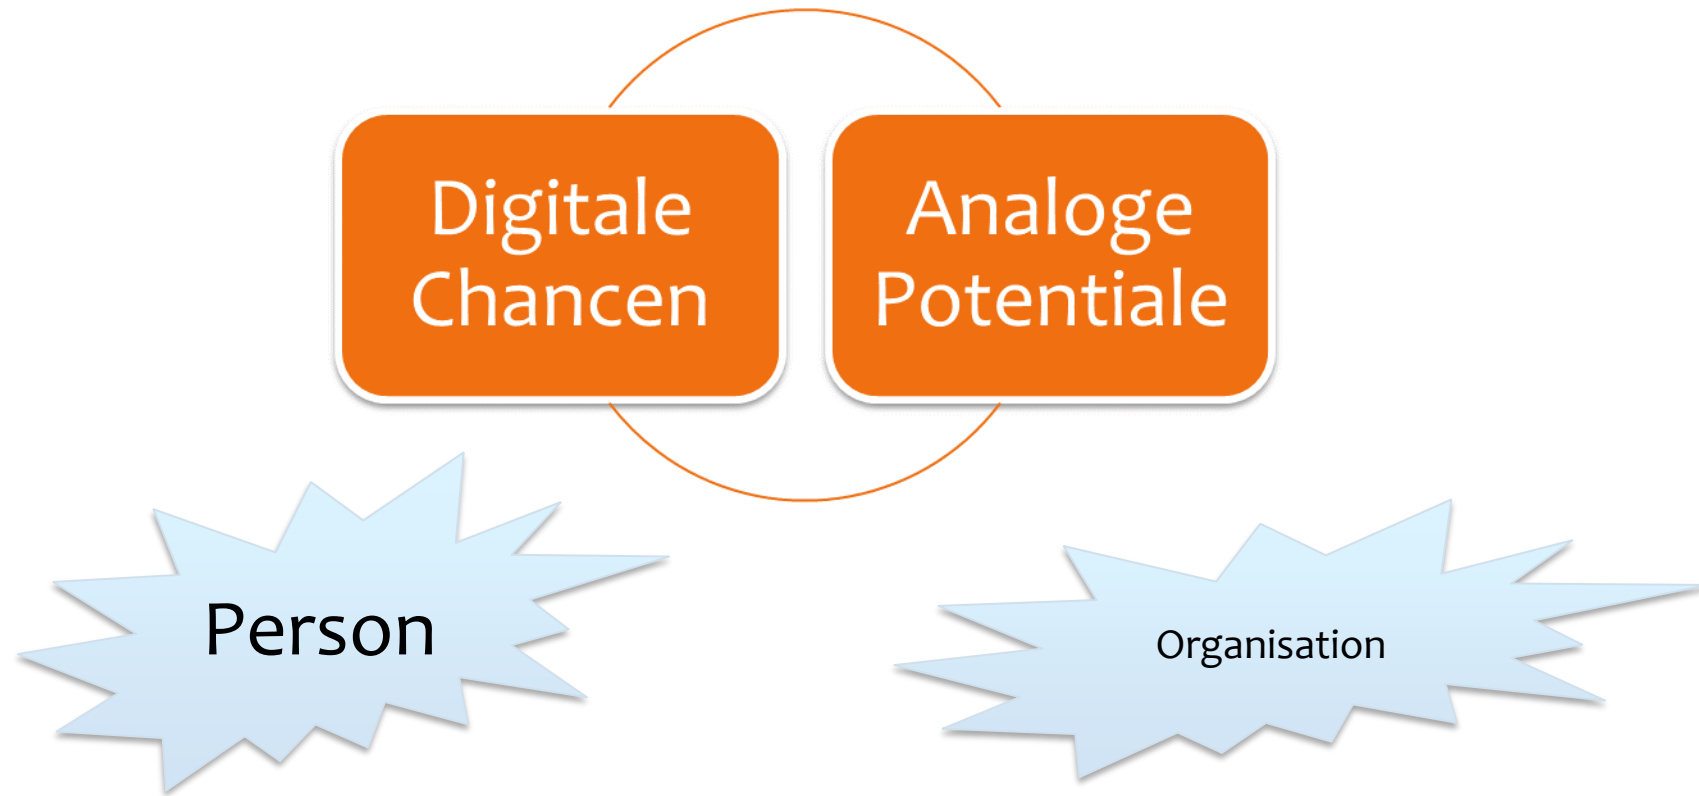 Digitale
Chancen
Analoge
Potentiale
Person
Organisation